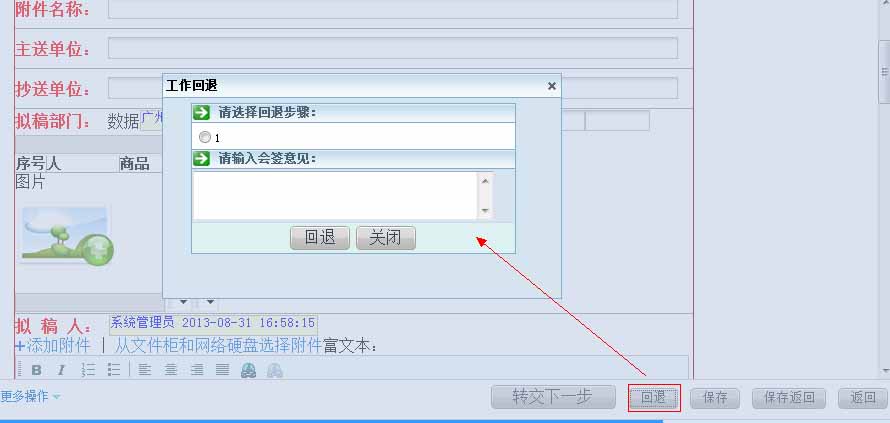 附件名称：
主送单位：
抄送单位：
拟稿部门： 数据 广州
序号 人 商品
图片
工作回退 ×
请选择回退步骤：
1
请输入会签意见：
回退 关闭
拟 稿 人： 系统管理员 2013-08-31 16:58:15
+添加附件 | 从文件柜和网络硬盘选择附件富文本：
B I
更多操作 转交下一步 回退 保存 保存返回 返回